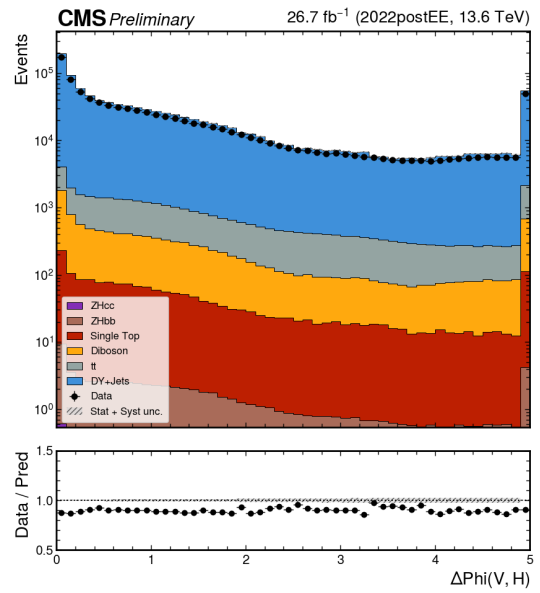 CMS Preliminary 26.7 fb⁻¹ (2022postEE, 13.6 TeV)
Events
10⁵
10⁴
10³
10²
10¹
10⁰
ZHcc
ZHbb
Single Top
Diboson
tt
DY+Jets
Data
Stat + Syst unc.
Data / Pred
1.5
1.0
0.5
0 1 2 3 4 5
ΔPhi(V, H)